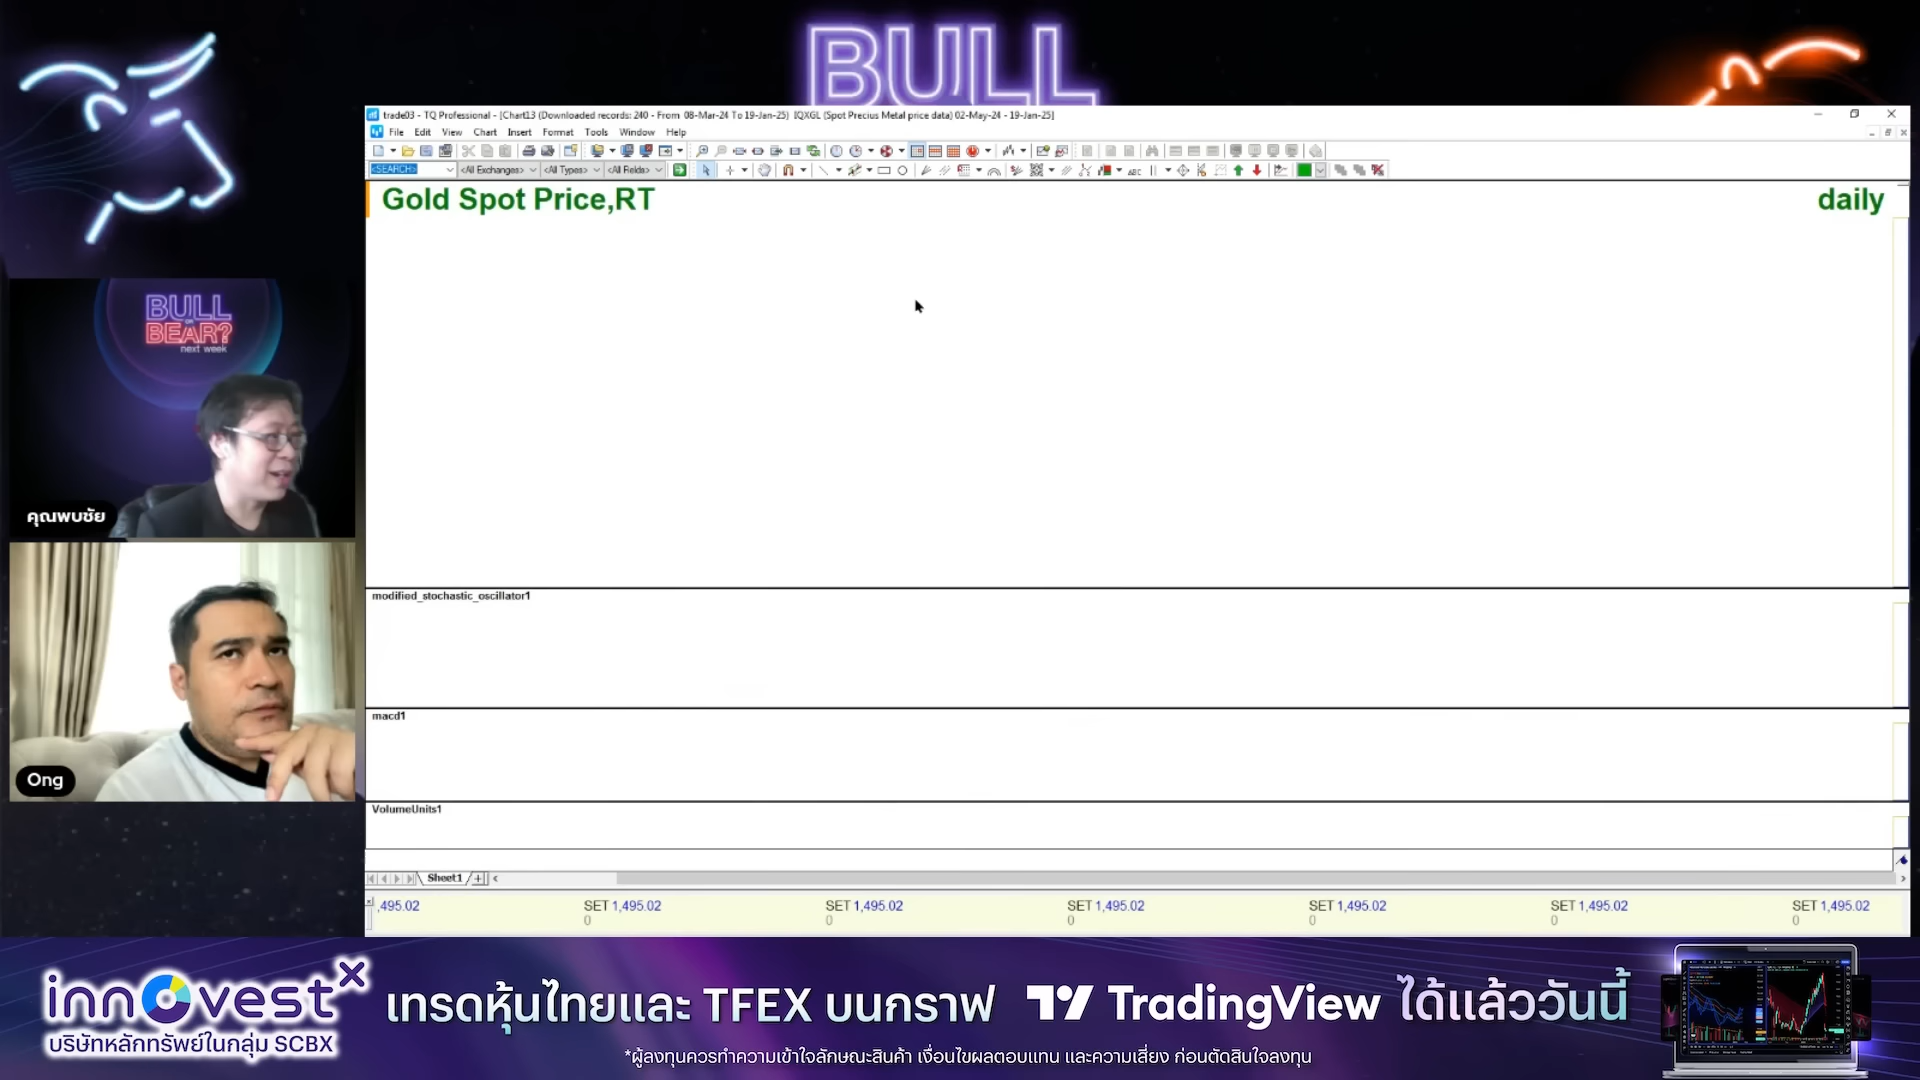 BULL
trade03 - TQ Professional - [Chart13 (Downloaded records: 240 - From 08-Mar-24 To 19-Jan-25) IQXGL (Spot Precius Metal price data) 02-May-24 - 19-Jan-25]
File Edit View Chart Insert Format Tools Window Help
<SEARCH> <All Exchanges> <All Types> <All Fields>
ABC
Gold Spot Price,RT
daily
BULL
OR
BEAR?
next week
คุณพบชัย
Ong
modified_stochastic_oscillator1
macd1
VolumeUnits1
Sheet1
,495.02 SET 1,495.02 SET 1,495.02 SET 1,495.02 SET 1,495.02 SET 1,495.02 SET 1,495.02
0 0 0 0 0 0
innovestx
บริษัทหลักทรัพย์ในกลุ่ม SCBX
เทรดหุ้นไทยและ TFEX บนกราฟ TradingView ได้แล้ววันนี้
*ผู้ลงทุนควรทำความเข้าใจลักษณะสินค้า เงื่อนไขผลตอบแทน และความเสี่ยง ก่อนตัดสินใจลงทุน